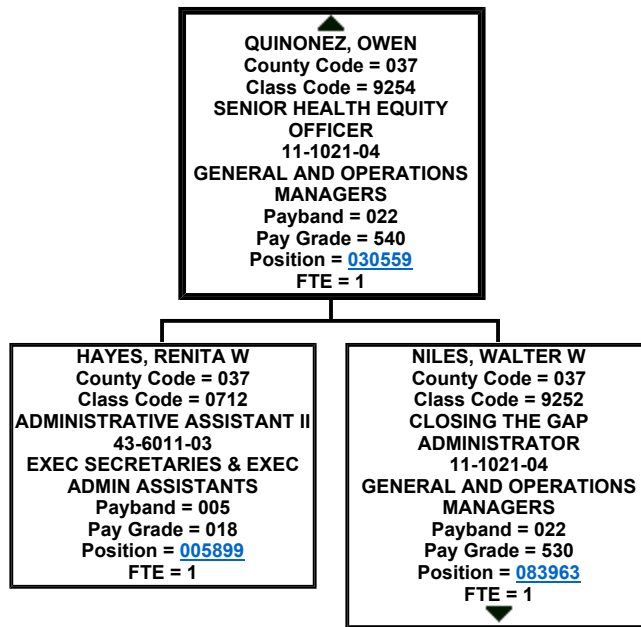 QUINONEZ, OWEN
County Code = 037
Class Code = 9254
SENIOR HEALTH EQUITY
OFFICER
11-1021-04
GENERAL AND OPERATIONS
MANAGERS
Payband = 022
Pay Grade = 540
Position = 030559
FTE = 1
HAYES, RENITA W
County Code = 037
Class Code = 0712
ADMINISTRATIVE ASSISTANT II
43-6011-03
EXEC SECRETARIES & EXEC
ADMIN ASSISTANTS
Payband = 005
Pay Grade = 018
Position = 005899
FTE = 1
NILES, WALTER W
County Code = 037
Class Code = 9252
CLOSING THE GAP
ADMINISTRATOR
11-1021-04
GENERAL AND OPERATIONS
MANAGERS
Payband = 022
Pay Grade = 530
Position = 083963
FTE = 1